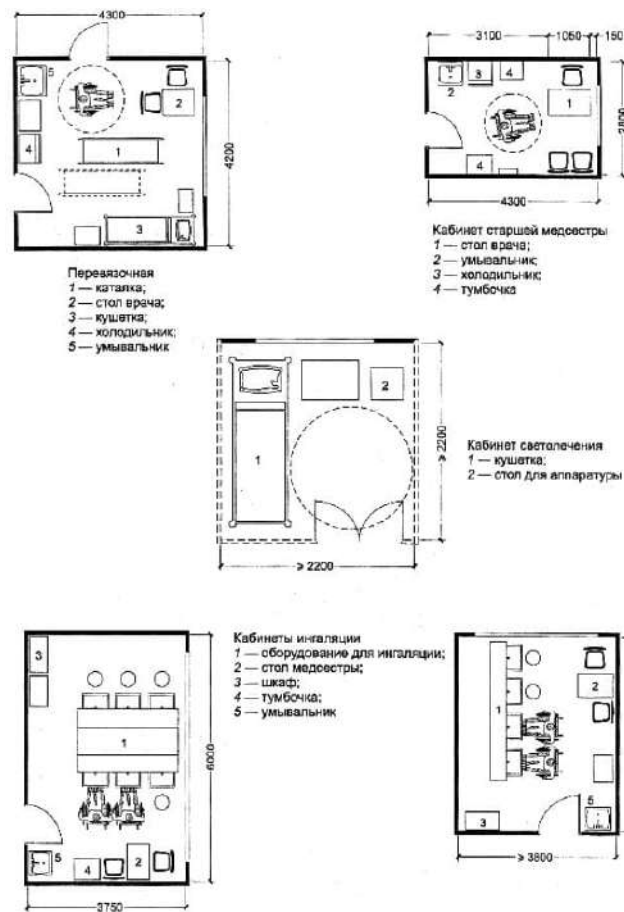 4300
5
2
4
1
3
4200
Перевязочная
1 — каталка;
2 — стол врача;
3 — кушетка;
4 — холодильник;
5 — умывальник
3100
1050
150
2
3
4
1
4
4300
Кабинет старшей медсестры
1 — стол врача;
2 — умывальник;
3 — холодильник;
4 — тумбочка
2
1
≥ 2200
≥ 2200
Кабинет светолечения
1 — кушетка;
2 — стол для аппаратуры
Кабинеты ингаляции
1 — оборудование для ингаляции;
2 — стол медсестры;
3 — шкаф;
4 — тумбочка;
5 — умывальник
3
1
5
4
2
6000
3750
1
2
3
5
≥ 3800